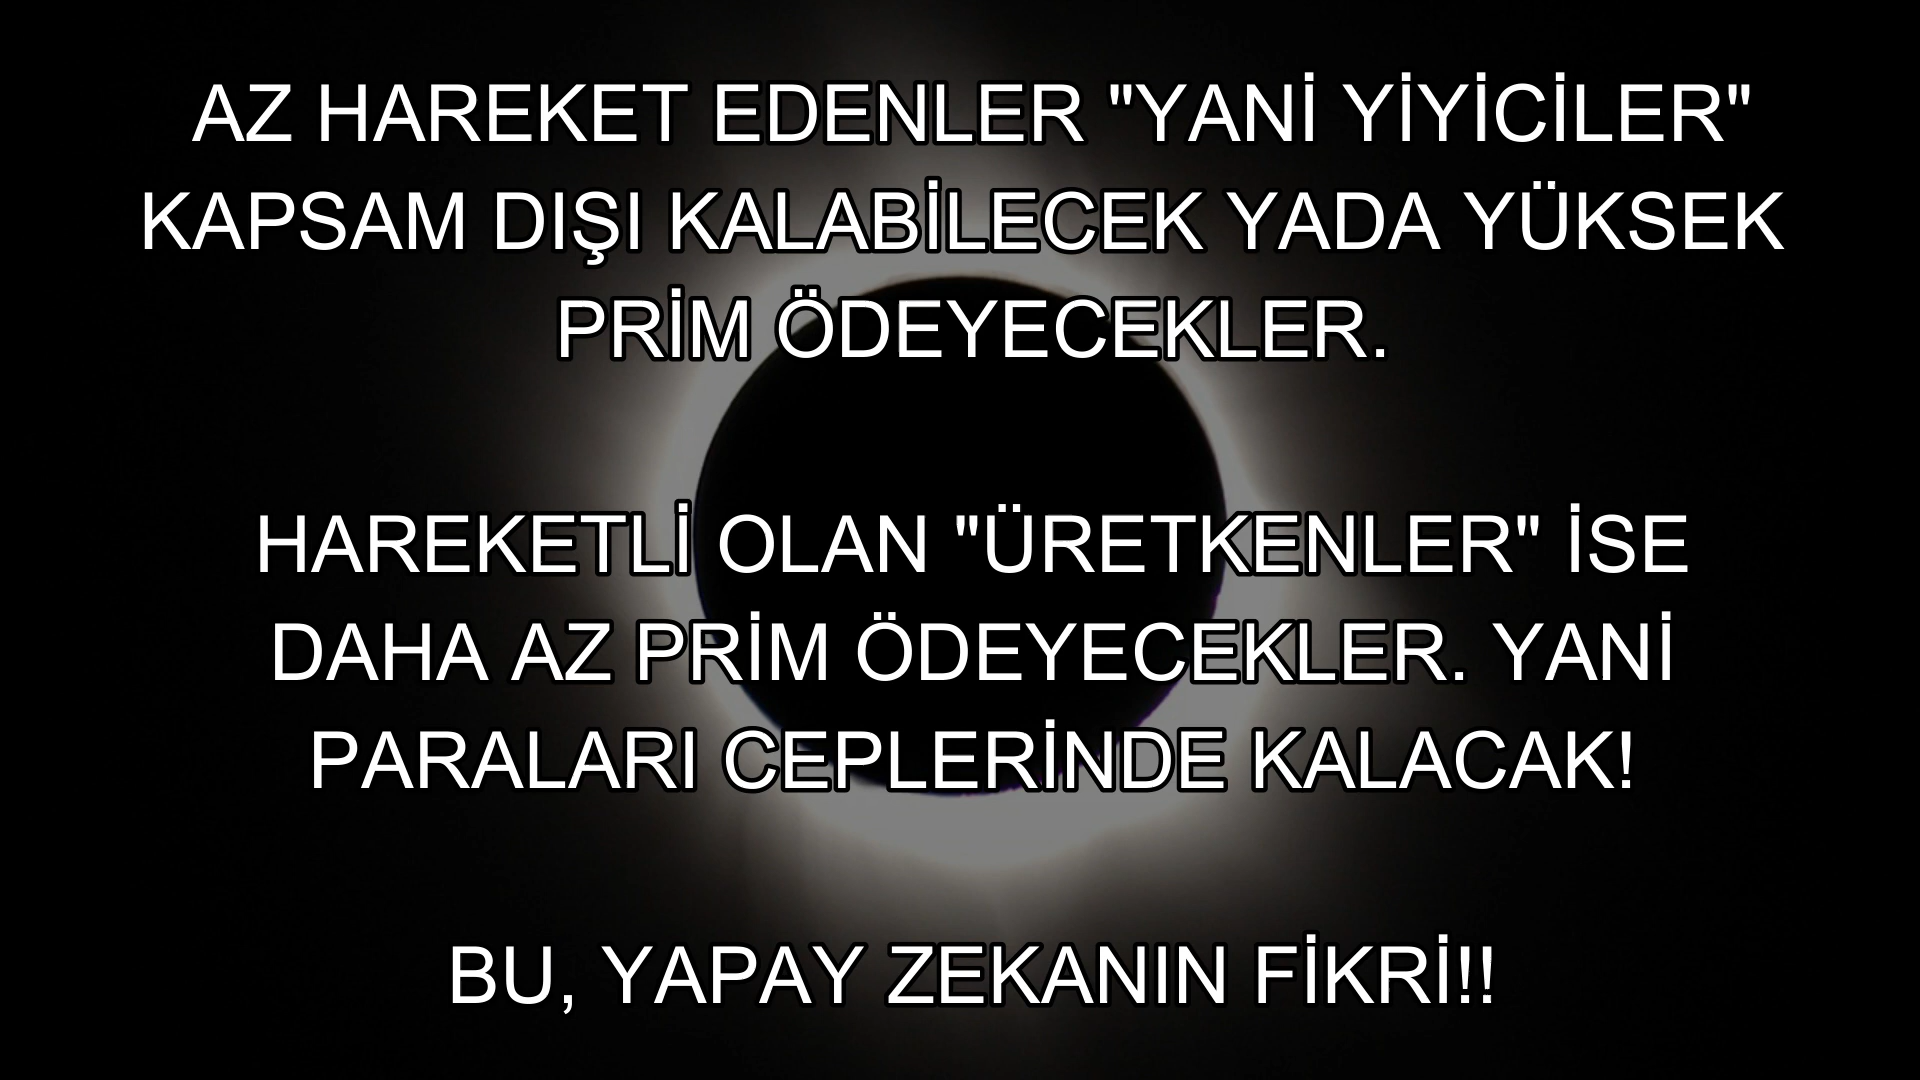 AZ HAREKET EDENLER "YANİ YİYİCİLER"
KAPSAM DIŞI KALABİLECEK YADA YÜKSEK
PRİM ÖDEYECEKLER.
HAREKETLİ OLAN "ÜRETKENLER" İSE
DAHA AZ PRİM ÖDEYECEKLER. YANİ
PARALARI CEPLERİNDE KALACAK!
BU, YAPAY ZEKANIN FİKRİ!!